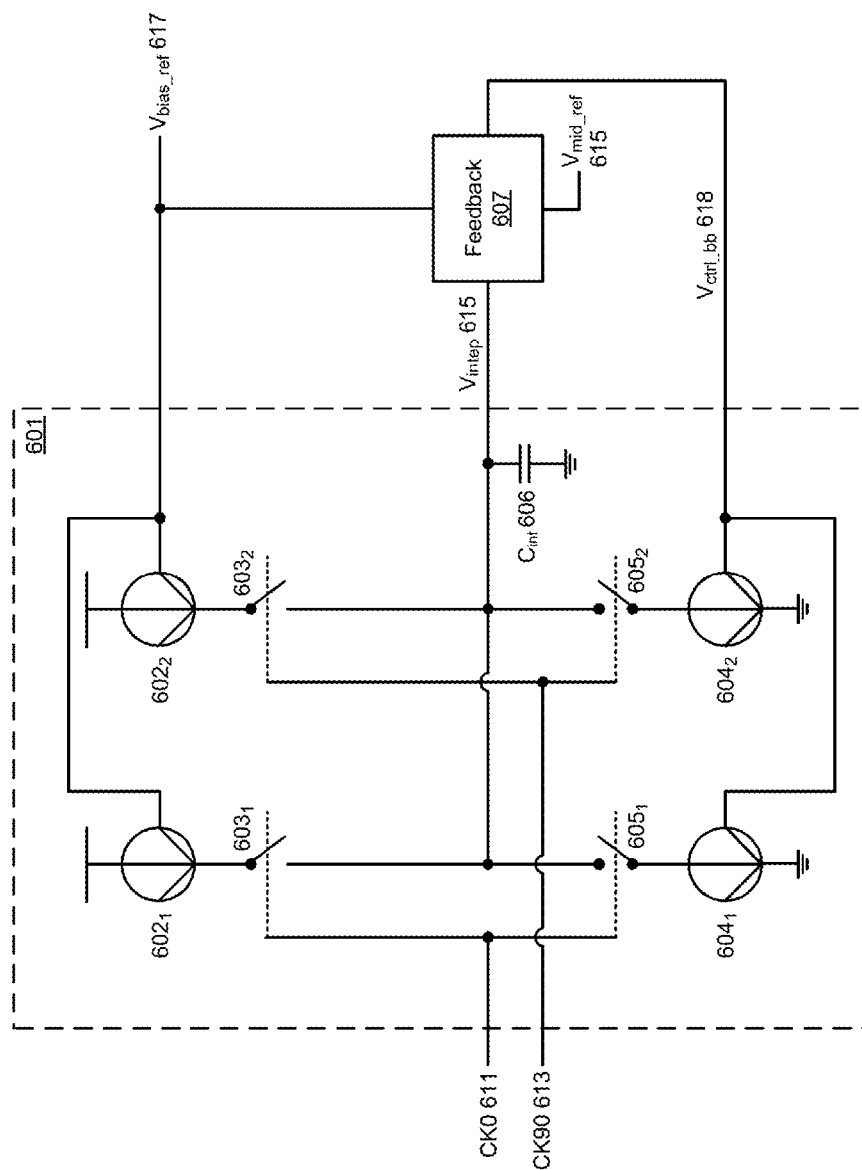 601
V_bias_ref 617
602₁
602₂
603₁
603₂
Feedback
607
V_intep 615
V_mid_ref
615
C_int 606
CK0 611
CK90 613
605₁
605₂
604₁
604₂
V_ctrl_bb 618